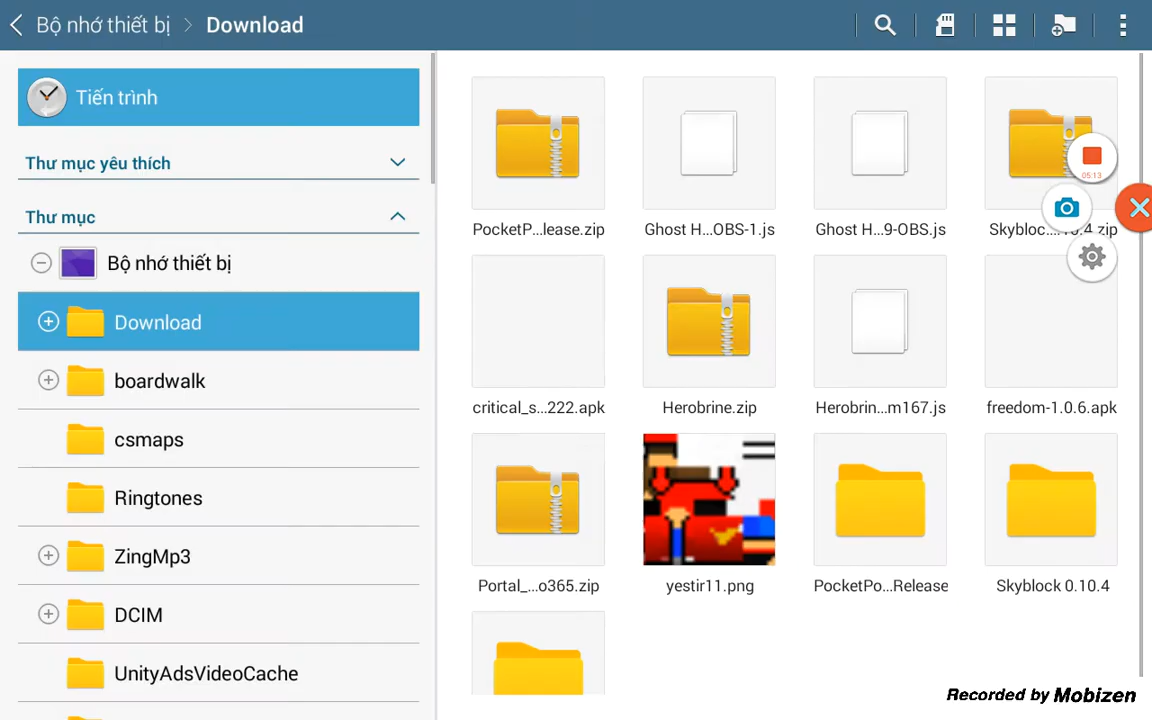 Bộ nhớ thiết bị > Download
Tiến trình
Thư mục yêu thích
Thư mục
Bộ nhớ thiết bị
Download
boardwalk
csmaps
Ringtones
ZingMp3
DCIM
UnityAdsVideoCache
PocketP...lease.zip
Ghost H...OBS-1.js
Ghost H...9-OBS.js
05:13
critical_s...222.apk
Herobrine.zip
Herobrin...m167.js
freedom-1.0.6.apk
Portal_...o365.zip
yestir11.png
PocketPo...Release
Skyblock 0.10.4
Recorded by Mobizen